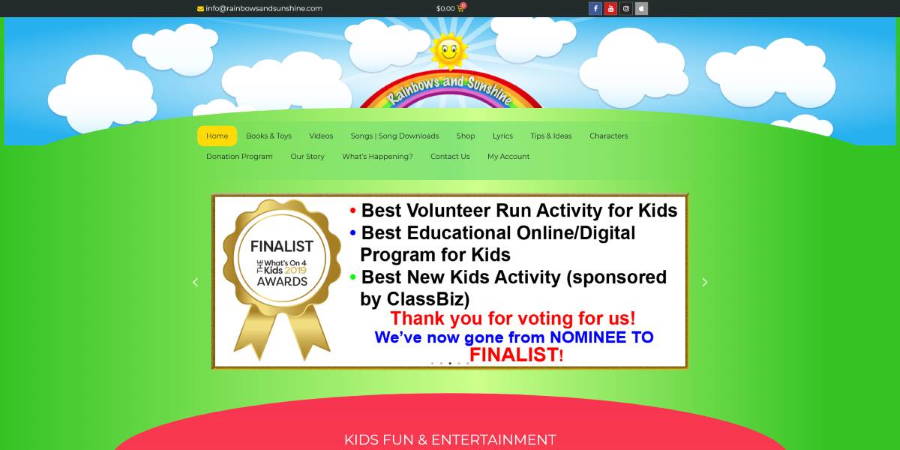 info@rainbowsandsunshine.com
$0.00
Rainbows and Sunshine
Home Books & Toys Videos Songs | Song Downloads Shop Lyrics Tips & Ideas Characters
Donation Program Our Story What's Happening? Contact Us My Account
FINALIST
THE What's On 4
Kids 2019
AWARDS
• Best Volunteer Run Activity for Kids
• Best Educational Online/Digital
Program for Kids
• Best New Kids Activity (sponsored
by ClassBiz)
Thank you for voting for us!
We've now gone from NOMINEE TO
FINALIST!
KIDS FUN & ENTERTAINMENT